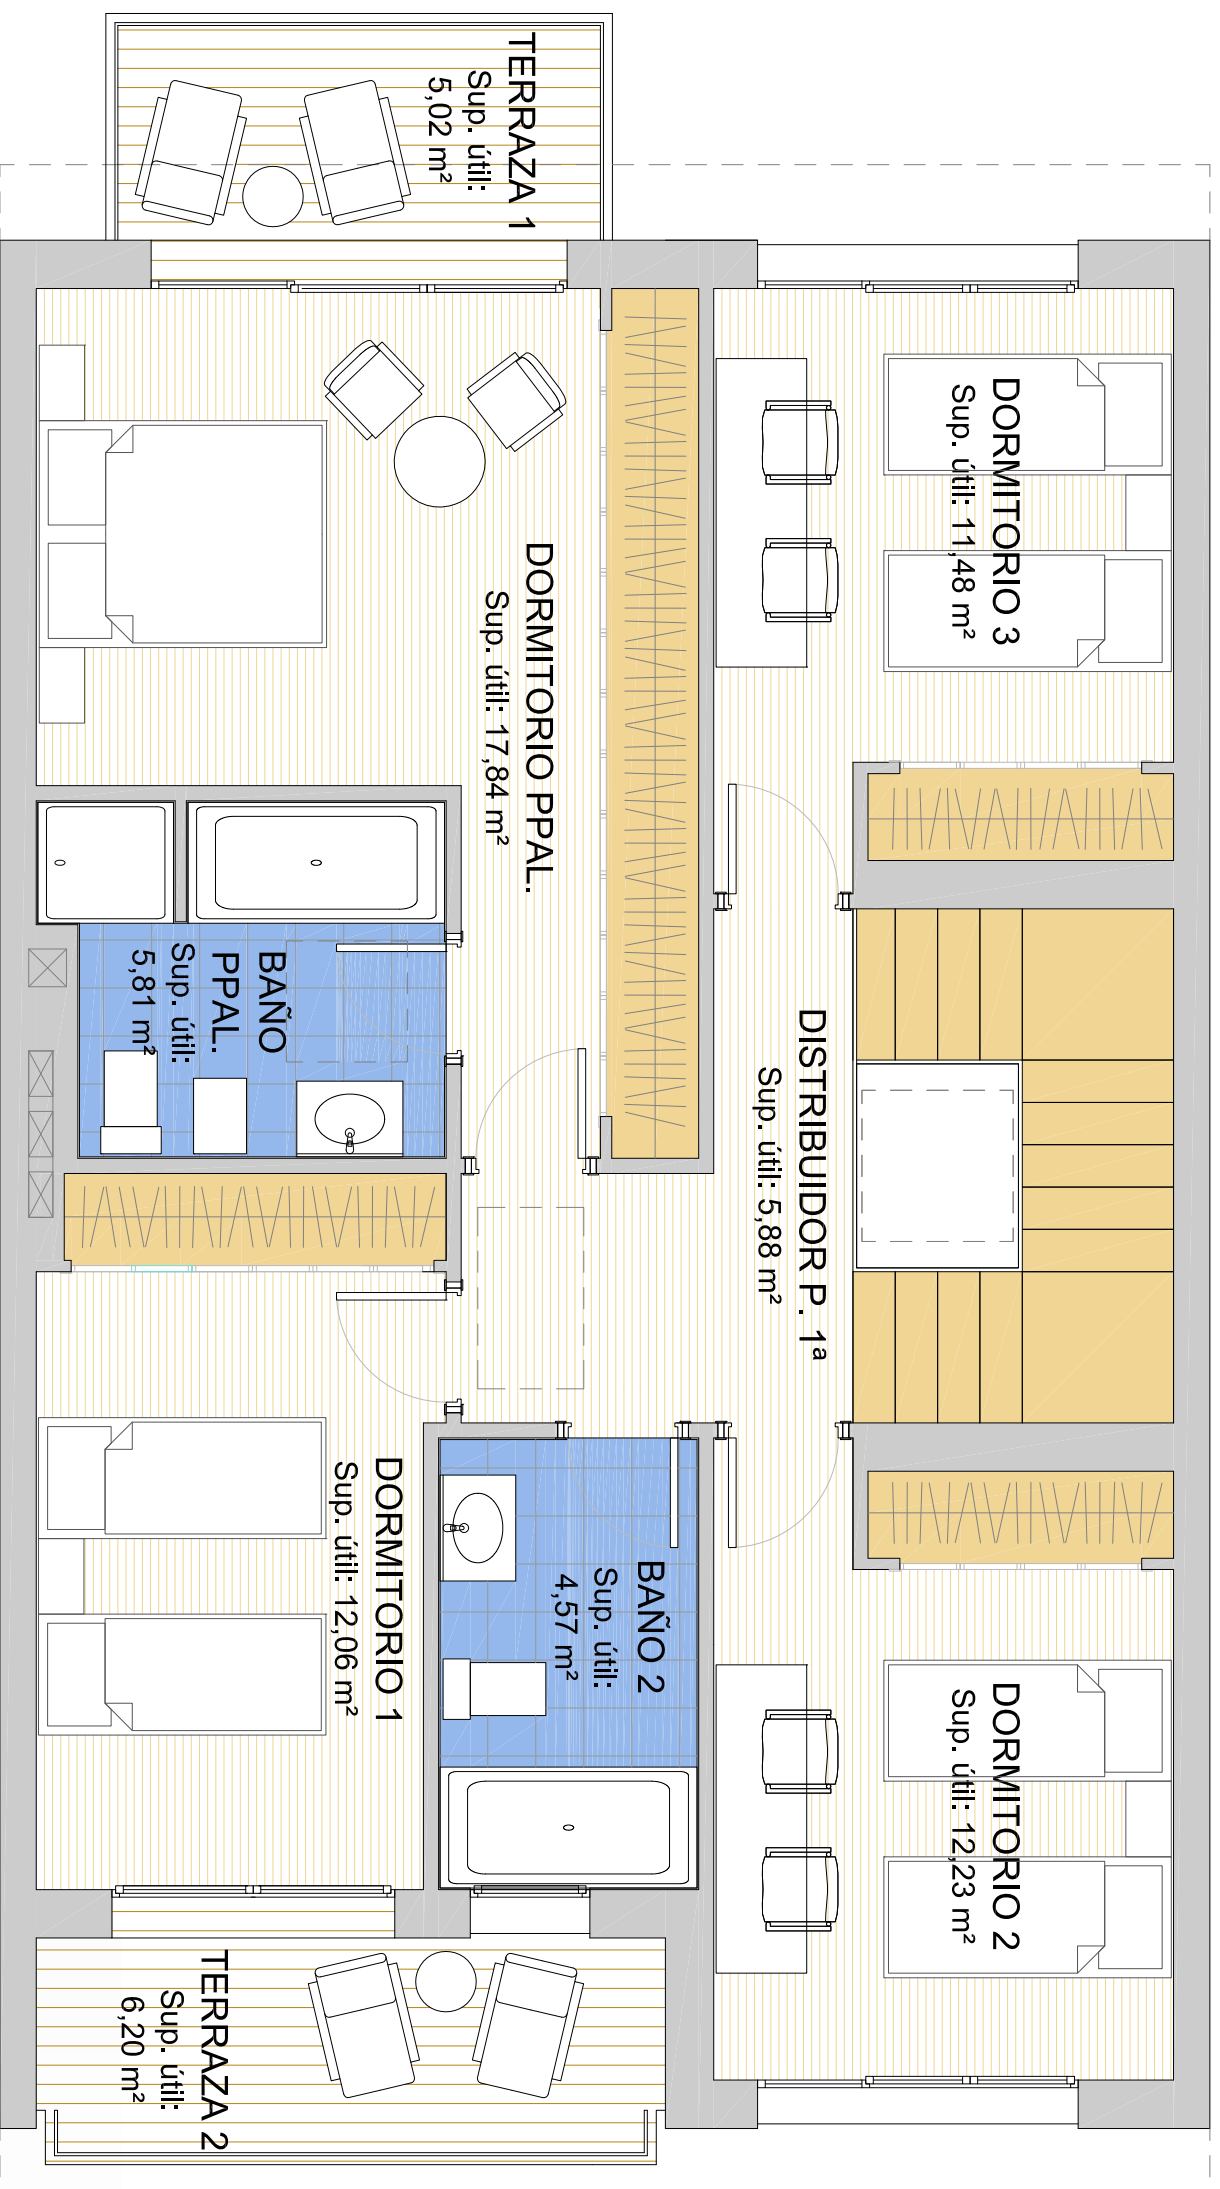 TERRAZA 1
Sup. útil:
5,02 m²
DORMITORIO 3
Sup. útil: 11,48 m²
DORMITORIO PPAL.
Sup. útil: 17,84 m²
BAÑO
PPAL.
Sup. útil:
5,81 m²
DISTRIBUIDOR P. 1ª
Sup. útil: 5,88 m²
DORMITORIO 1
Sup. útil: 12,06 m²
BAÑO 2
Sup. útil:
4,57 m²
DORMITORIO 2
Sup. útil: 12,23 m²
TERRAZA 2
Sup. útil:
6,20 m²